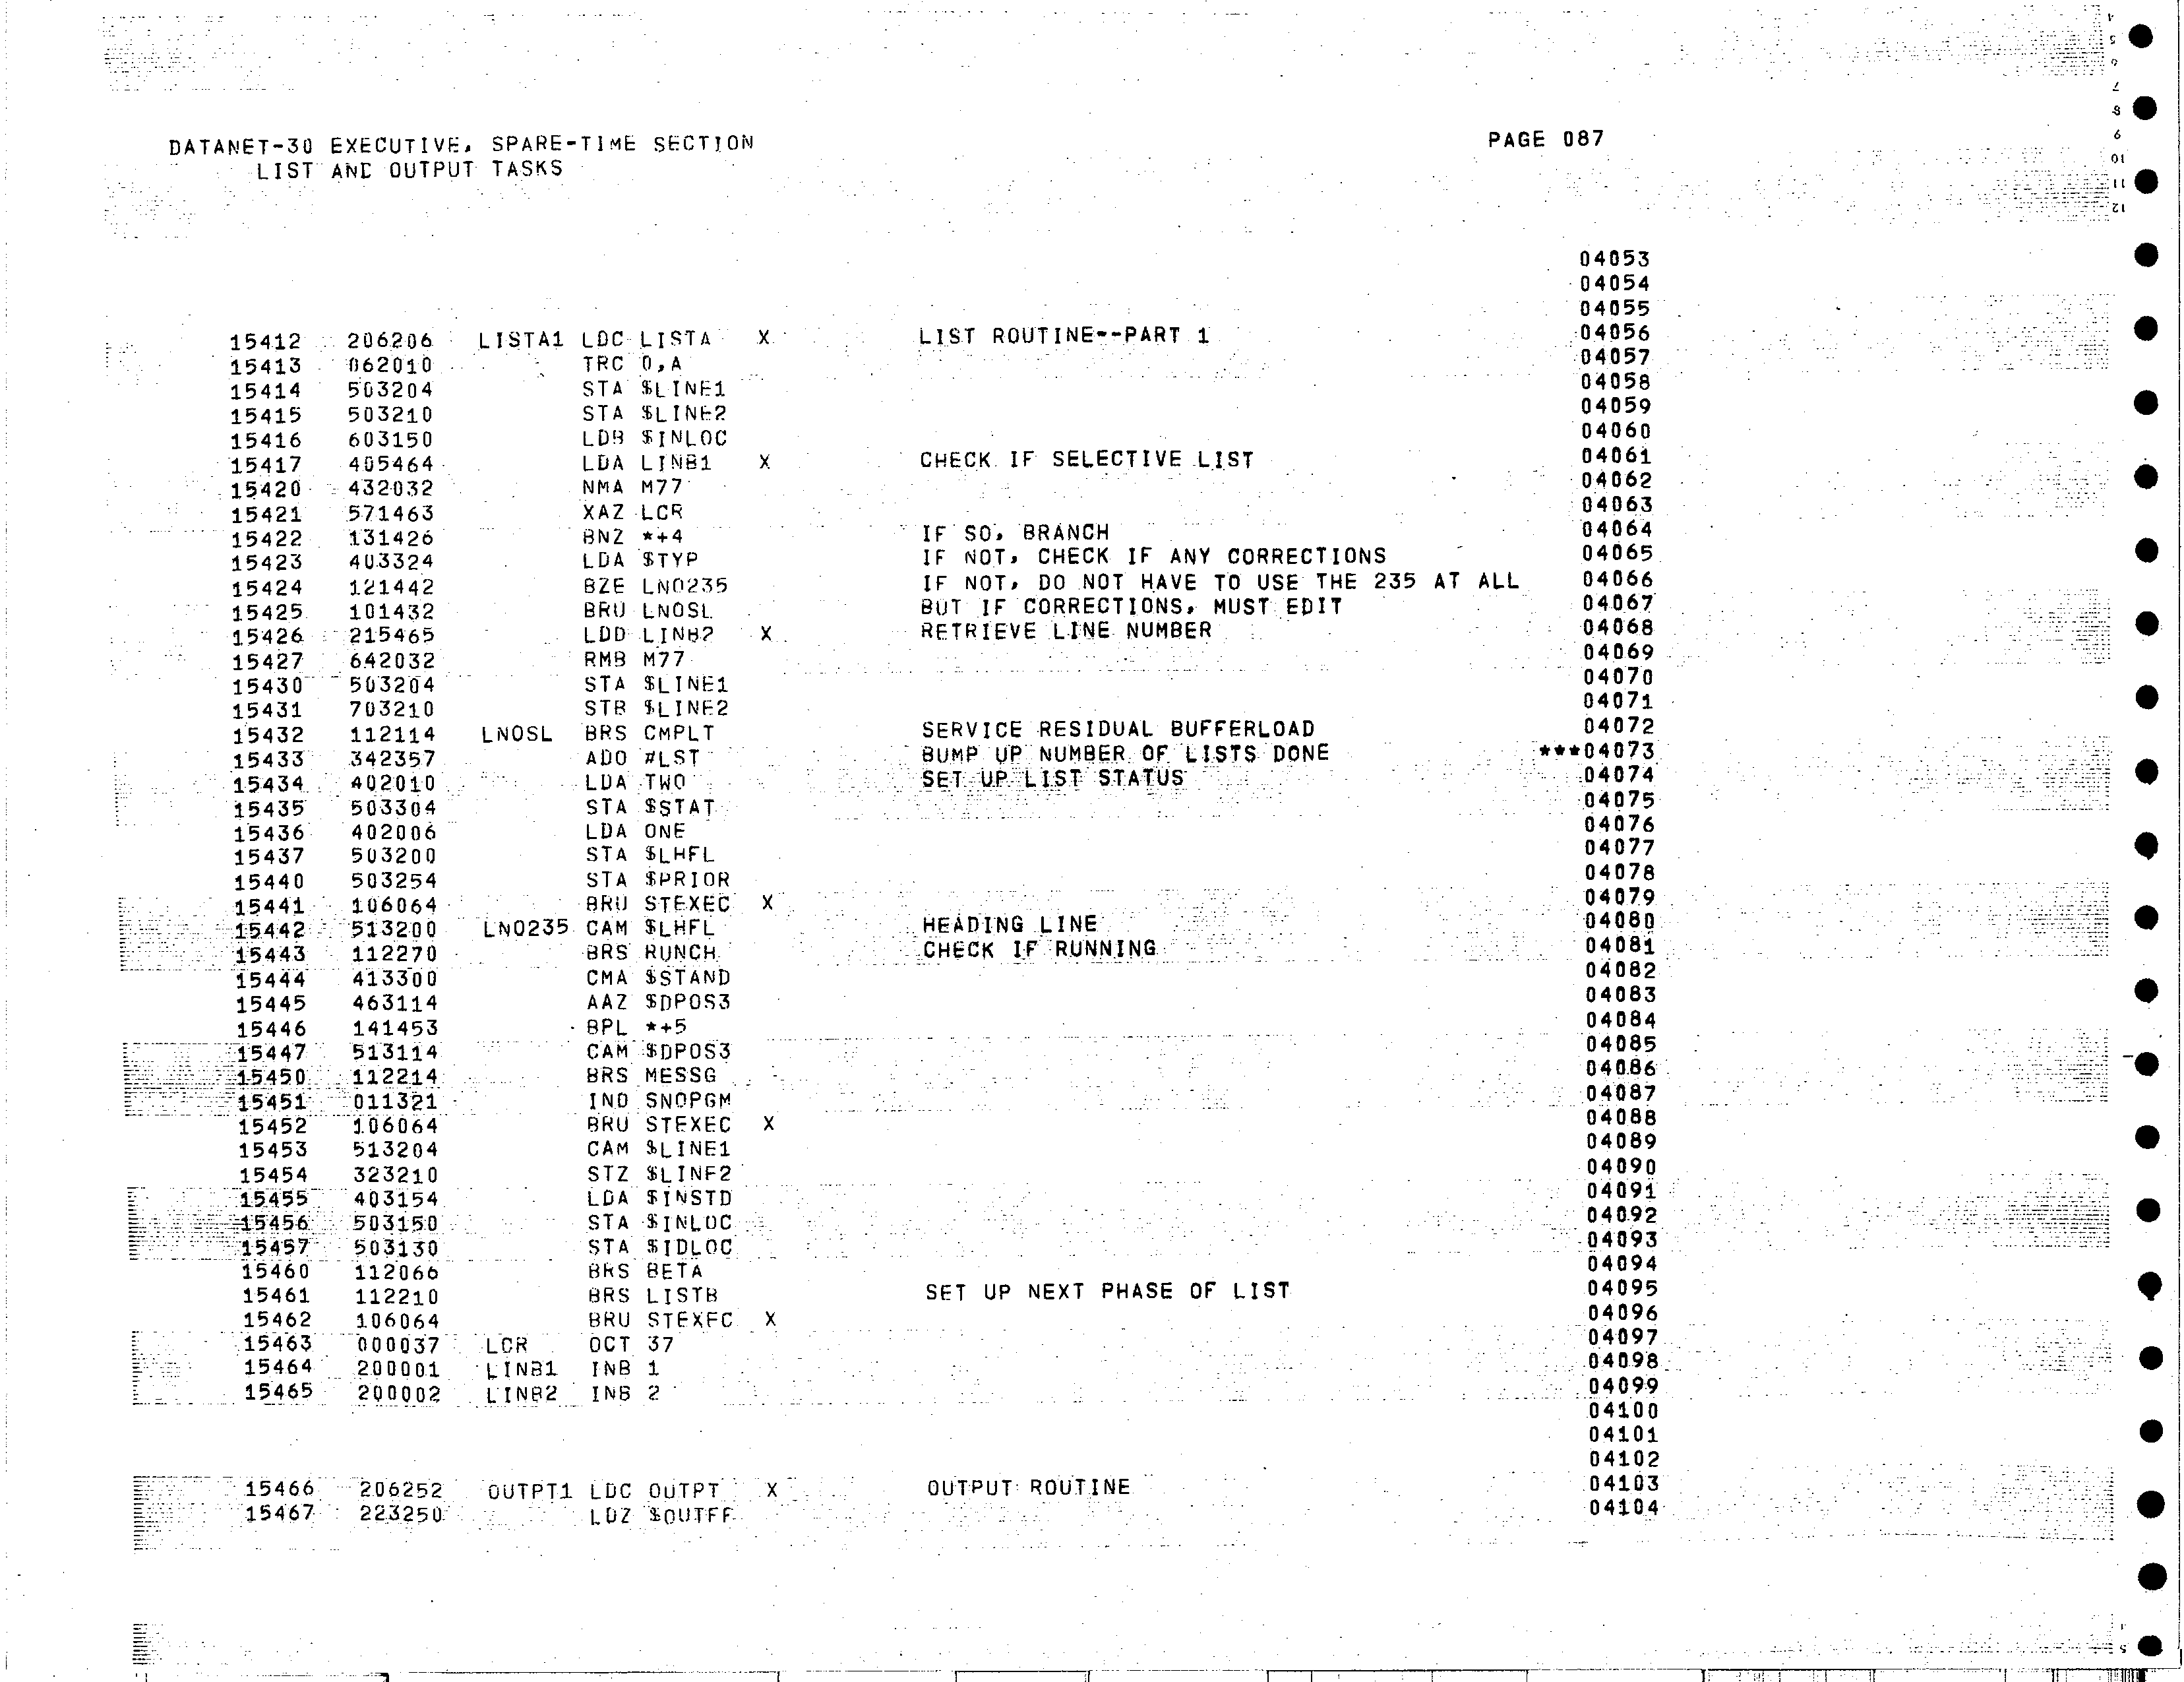 DATANET-30 EXECUTIVE, SPARE-TIME SECTION PAGE 087
LIST AND OUTPUT TASKS
04053
04054
04055
15412 206206 LISTA1 LDC LISTA X LIST ROUTINE--PART 1 04056
15413 062010 TRC 0,A 04057
15414 503204 STA $LINE1 04058
15415 503210 STA $LINE2 04059
15416 603150 LDB $INLOC 04060
15417 405464 LDA LINB1 X CHECK IF SELECTIVE LIST 04061
15420 432032 NMA M77 04062
15421 571463 XAZ LCR 04063
15422 131426 BNZ *+4 IF SO, BRANCH 04064
15423 403324 LDA $TYP IF NOT, CHECK IF ANY CORRECTIONS 04065
15424 121442 BZE LN0235 IF NOT, DO NOT HAVE TO USE THE 235 AT ALL 04066
15425 101432 BRU LNOSL BUT IF CORRECTIONS, MUST EDIT 04067
15426 215465 LDD LINB2 X RETRIEVE LINE NUMBER 04068
15427 642032 RMB M77 04069
15430 503204 STA $LINE1 04070
15431 703210 STB $LINE2 04071
15432 112114 LNOSL BRS CMPLT SERVICE RESIDUAL BUFFERLOAD 04072
15433 342357 ADO #LST BUMP UP NUMBER OF LISTS DONE ***04073
15434 402010 LDA TWO SET UP LIST STATUS 04074
15435 503304 STA $STAT 04075
15436 402006 LDA ONE 04076
15437 503200 STA $LHFL 04077
15440 503254 STA $PRIOR 04078
15441 106064 BRU STEXEC X 04079
15442 513200 LN0235 CAM $LHFL HEADING LINE 04080
15443 112270 BRS RUNCH CHECK IF RUNNING 04081
15444 413300 CMA $STAND 04082
15445 463114 AAZ $DPOS3 04083
15446 141453 BPL *+5 04084
15447 513114 CAM $DPOS3 04085
15450 112214 BRS MESSG 04086
15451 011321 IND SNOPGM 04087
15452 106064 BRU STEXEC X 04088
15453 513204 CAM $LINE1 04089
15454 323210 STZ $LINE2 04090
15455 403154 LDA $INSTD 04091
15456 503150 STA $INLOC 04092
15457 503130 STA $IDLOC 04093
15460 112066 BRS BETA 04094
15461 112210 BRS LISTB SET UP NEXT PHASE OF LIST 04095
15462 106064 BRU STEXEC X 04096
15463 000037 LCR OCT 37 04097
15464 200001 LINB1 INB 1 04098
15465 200002 LINB2 INB 2 04099
04100
04101
04102
15466 206252 OUTPT1 LDC OUTPT X OUTPUT ROUTINE 04103
15467 223250 LDZ $OUTFF 04104